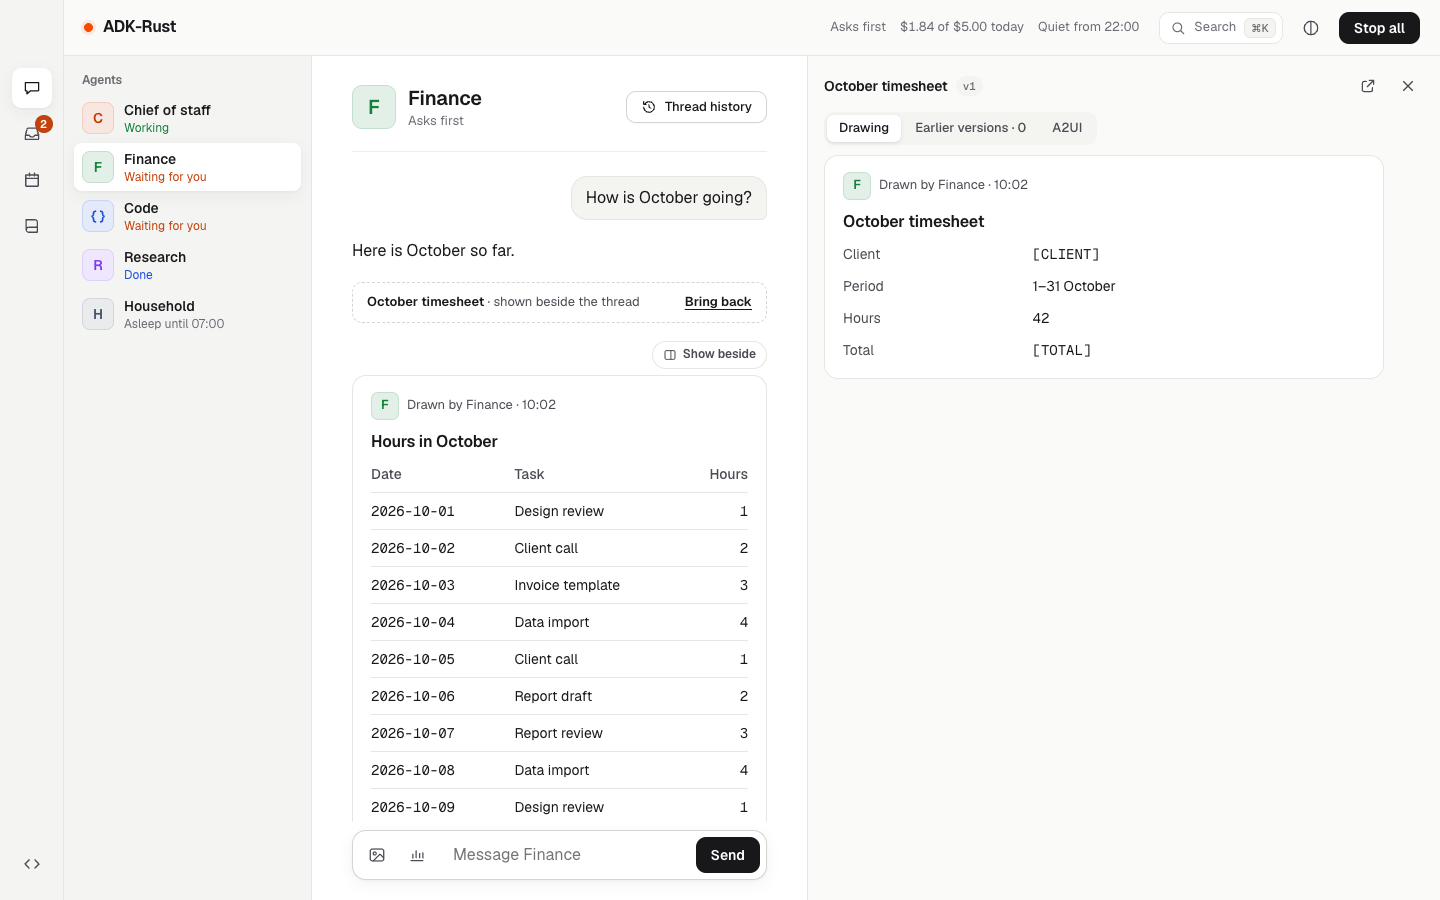 ADK-Rust
Asks first
$1.84 of $5.00 today
Quiet from 22:00
Search ⌘K
Stop all
2
Agents
C
Chief of staff
Working
F
Finance
Waiting for you
{}
Code
Waiting for you
R
Research
Done
H
Household
Asleep until 07:00
F
Finance
Asks first
Thread history
How is October going?
Here is October so far.
October timesheet · shown beside the thread Bring back
Show beside
F Drawn by Finance · 10:02
Hours in October
Date Task Hours
2026-10-01 Design review 1
2026-10-02 Client call 2
2026-10-03 Invoice template 3
2026-10-04 Data import 4
2026-10-05 Client call 1
2026-10-06 Report draft 2
2026-10-07 Report review 3
2026-10-08 Data import 4
2026-10-09 Design review 1
Message Finance
Send
October timesheet v1
Drawing Earlier versions · 0 A2UI
F Drawn by Finance · 10:02
October timesheet
Client [CLIENT]
Period 1–31 October
Hours 42
Total [TOTAL]